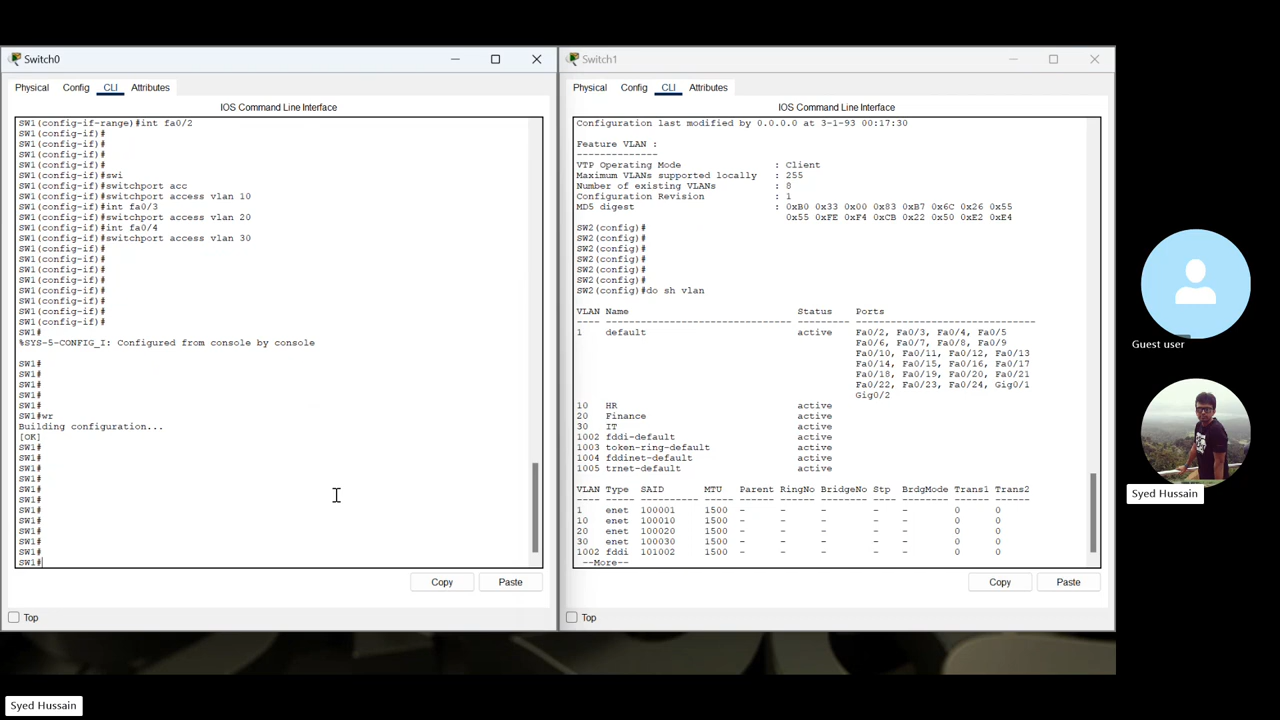 Switch0
Physical Config CLI Attributes
IOS Command Line Interface
SW1(config-if-range)#int fa0/2
SW1(config-if)#
SW1(config-if)#
SW1(config-if)#
SW1(config-if)#
SW1(config-if)#swi
SW1(config-if)#switchport acc
SW1(config-if)#switchport access vlan 10
SW1(config-if)#int fa0/3
SW1(config-if)#switchport access vlan 20
SW1(config-if)#int fa0/4
SW1(config-if)#switchport access vlan 30
SW1(config-if)#
SW1(config-if)#
SW1(config-if)#
SW1(config-if)#
SW1(config-if)#
SW1(config-if)#
SW1(config-if)#
SW1(config-if)#
SW1#
%SYS-5-CONFIG_I: Configured from console by console
SW1#
SW1#
SW1#
SW1#
SW1#
SW1#wr
Building configuration...
[OK]
SW1#
SW1#
SW1#
SW1#
SW1#
SW1#
SW1#
SW1#
SW1#
SW1#
SW1#
SW1#
Copy Paste
Top
Switch1
Physical Config CLI Attributes
IOS Command Line Interface
Configuration last modified by 0.0.0.0 at 3-1-93 00:17:30
Feature VLAN :
--------------
VTP Operating Mode : Client
Maximum VLANs supported locally : 255
Number of existing VLANs : 8
Configuration Revision : 1
MD5 digest : 0xB0 0x33 0x00 0x83 0xB7 0x6C 0x26 0x55
0x55 0xFE 0xF4 0xCB 0x22 0x50 0xE2 0xE4
SW2(config)#
SW2(config)#
SW2(config)#
SW2(config)#
SW2(config)#
SW2(config)#
SW2(config)#do sh vlan
VLAN Name Status Ports
---- -------------------------------- --------- -------------------------------
1 default active Fa0/2, Fa0/3, Fa0/4, Fa0/5
Fa0/6, Fa0/7, Fa0/8, Fa0/9
Fa0/10, Fa0/11, Fa0/12, Fa0/13
Fa0/14, Fa0/15, Fa0/16, Fa0/17
Fa0/18, Fa0/19, Fa0/20, Fa0/21
Fa0/22, Fa0/23, Fa0/24, Gig0/1
Gig0/2
10 HR active
20 Finance active
30 IT active
1002 fddi-default active
1003 token-ring-default active
1004 fddinet-default active
1005 trnet-default active
VLAN Type SAID MTU Parent RingNo BridgeNo Stp BrdgMode Trans1 Trans2
---- ----- ---------- ----- ------ ------ -------- ---- -------- ------ ------
1 enet 100001 1500 - - - - - 0 0
10 enet 100010 1500 - - - - - 0 0
20 enet 100020 1500 - - - - - 0 0
30 enet 100030 1500 - - - - - 0 0
1002 fddi 101002 1500 - - - - - 0 0
--More--
Copy Paste
Top
Guest user
Syed Hussain
Syed Hussain